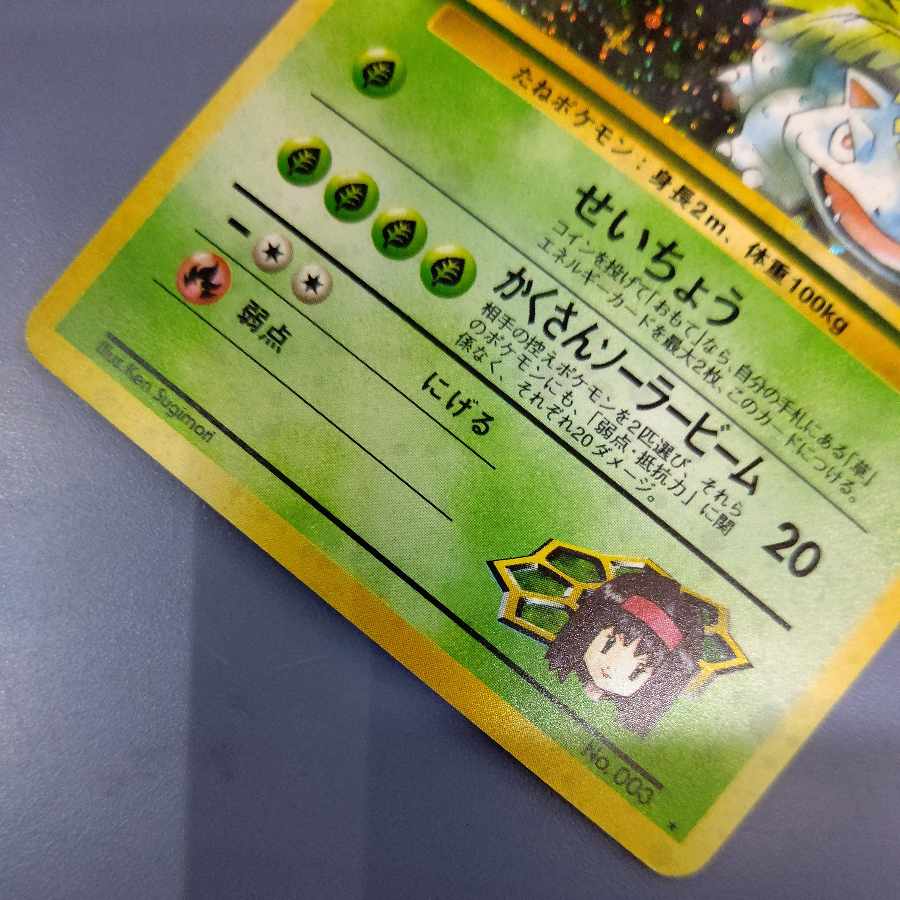 たねポケモン：身長2m、体重100kg
せいちょう
コインを投げて「おもて」なら、自分の手札にある「草」
エネルギーカードを最大2枚、このカードにつける。
かくさんソーラービーム 20
相手の控えポケモンを2匹選び、それら
のポケモンにも、「弱点・抵抗力」に関
係なく、それぞれ20ダメージ。
にげる
弱点
Illus. Ken Sugimori
No. 003